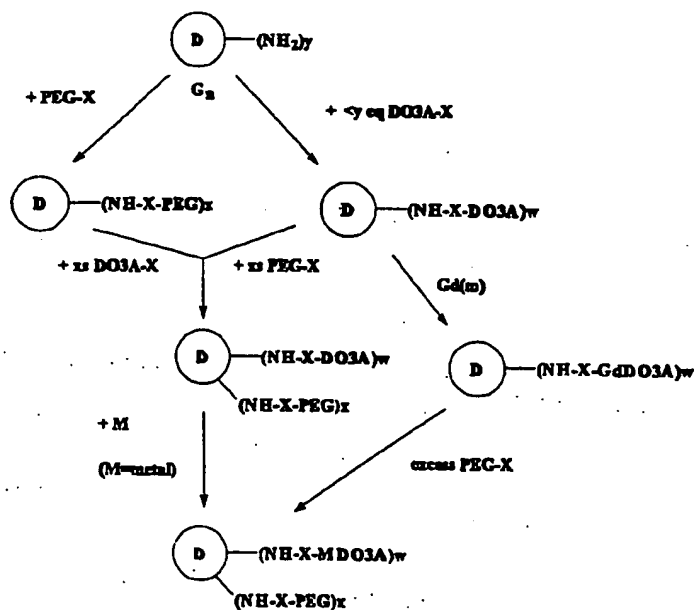 D (NH2)y
Gn
+ PEG-X
+ <y eq DO3A-X
D (NH-X-PEG)x
D (NH-X-DO3A)w
+ xs DO3A-X
+ xs PEG-X
Gd(m)
D (NH-X-DO3A)w
(NH-X-PEG)x
D (NH-X-GdDO3A)w
+ M
(M=metal)
excess PEG-X
D (NH-X-MDO3A)w
(NH-X-PEG)x